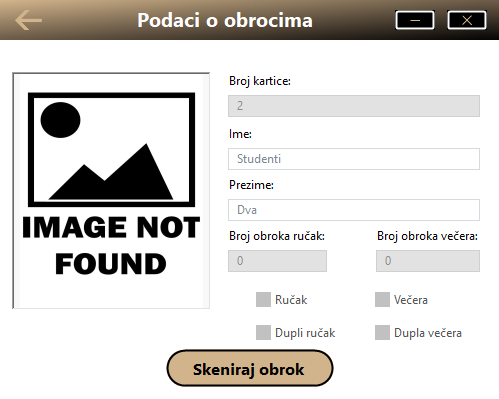 Podaci o obrocima
IMAGE NOT
FOUND
Broj kartice:
2
Ime:
Studenti
Prezime:
Dva
Broj obroka ručak: Broj obroka večera:
0 0
Ručak Večera
Dupli ručak Dupla večera
Skeniraj obrok